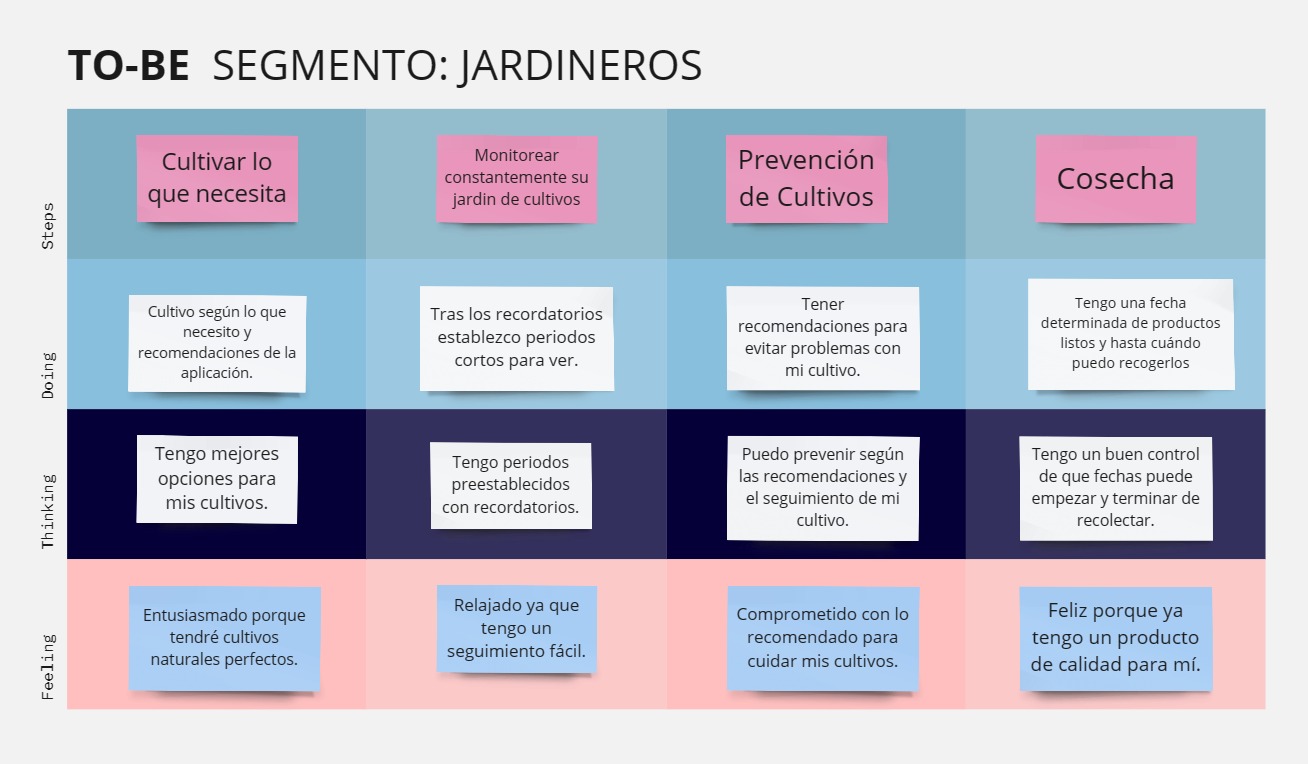 TO-BE SEGMENTO: JARDINEROS
Steps
Cultivar lo
que necesita
Monitorear
constantemente su
jardin de cultivos
Prevención
de Cultivos
Cosecha
Doing
Cultivo según lo que
necesito y
recomendaciones de la
aplicación.
Tras los recordatorios
establezco periodos
cortos para ver.
Tener
recomendaciones para
evitar problemas con
mi cultivo.
Tengo una fecha
determinada de productos
listos y hasta cuándo
puedo recogerlos
Thinking
Tengo mejores
opciones para
mis cultivos.
Tengo periodos
preestablecidos
con recordatorios.
Puedo prevenir según
las recomendaciones y
el seguimiento de mi
cultivo.
Tengo un buen control
de que fechas puede
empezar y terminar de
recolectar.
Feeling
Entusiasmado porque
tendré cultivos
naturales perfectos.
Relajado ya que
tengo un
seguimiento fácil.
Comprometido con lo
recomendado para
cuidar mis cultivos.
Feliz porque ya
tengo un producto
de calidad para mí.